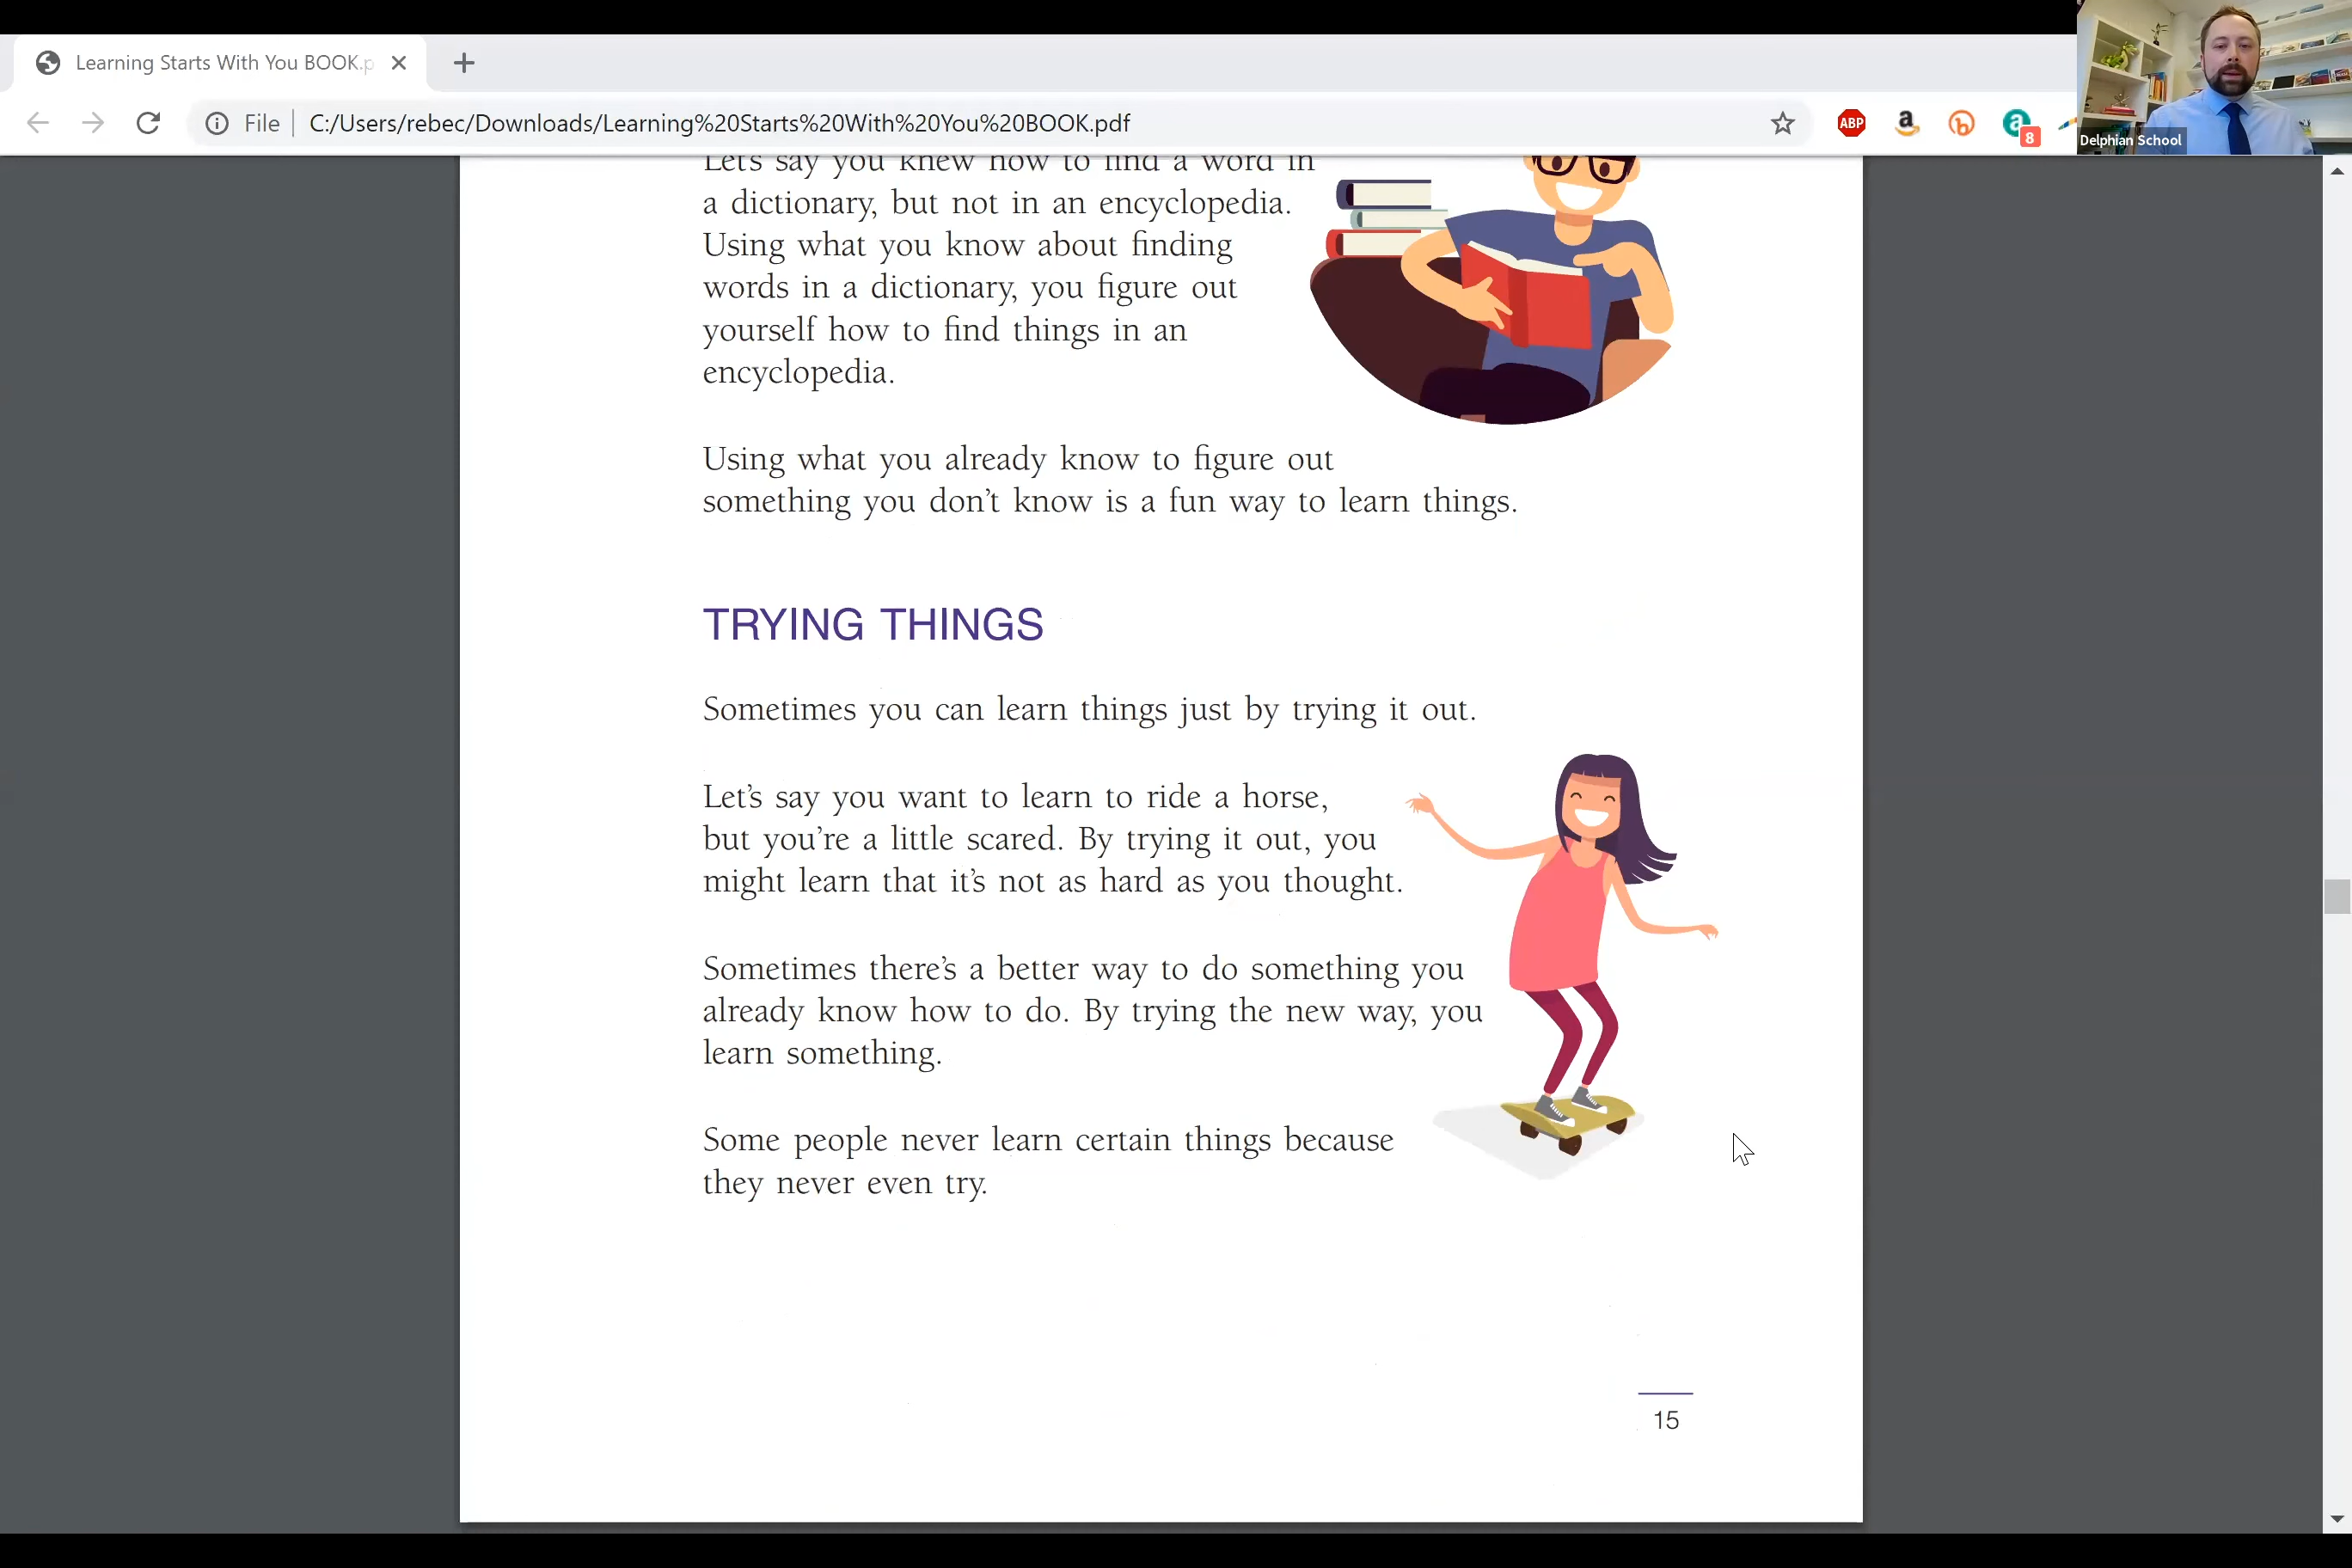 Learning Starts With You BOOK.p
File
C:/Users/rebec/Downloads/Learning%20Starts%20With%20You%20BOOK.pdf
ABP
a
b
a
8
Delphian School
Let's say you knew how to find a word in
a dictionary, but not in an encyclopedia.
Using what you know about finding
words in a dictionary, you figure out
yourself how to find things in an
encyclopedia.
Using what you already know to figure out
something you don't know is a fun way to learn things.
TRYING THINGS
Sometimes you can learn things just by trying it out.
Let's say you want to learn to ride a horse,
but you're a little scared. By trying it out, you
might learn that it's not as hard as you thought.
Sometimes there's a better way to do something you
already know how to do. By trying the new way, you
learn something.
Some people never learn certain things because
they never even try.
15